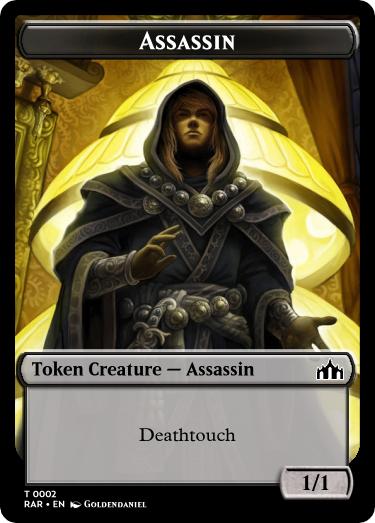 Assassin
Token Creature — Assassin
Deathtouch
1/1
T 0002
RAR • EN Goldendaniel